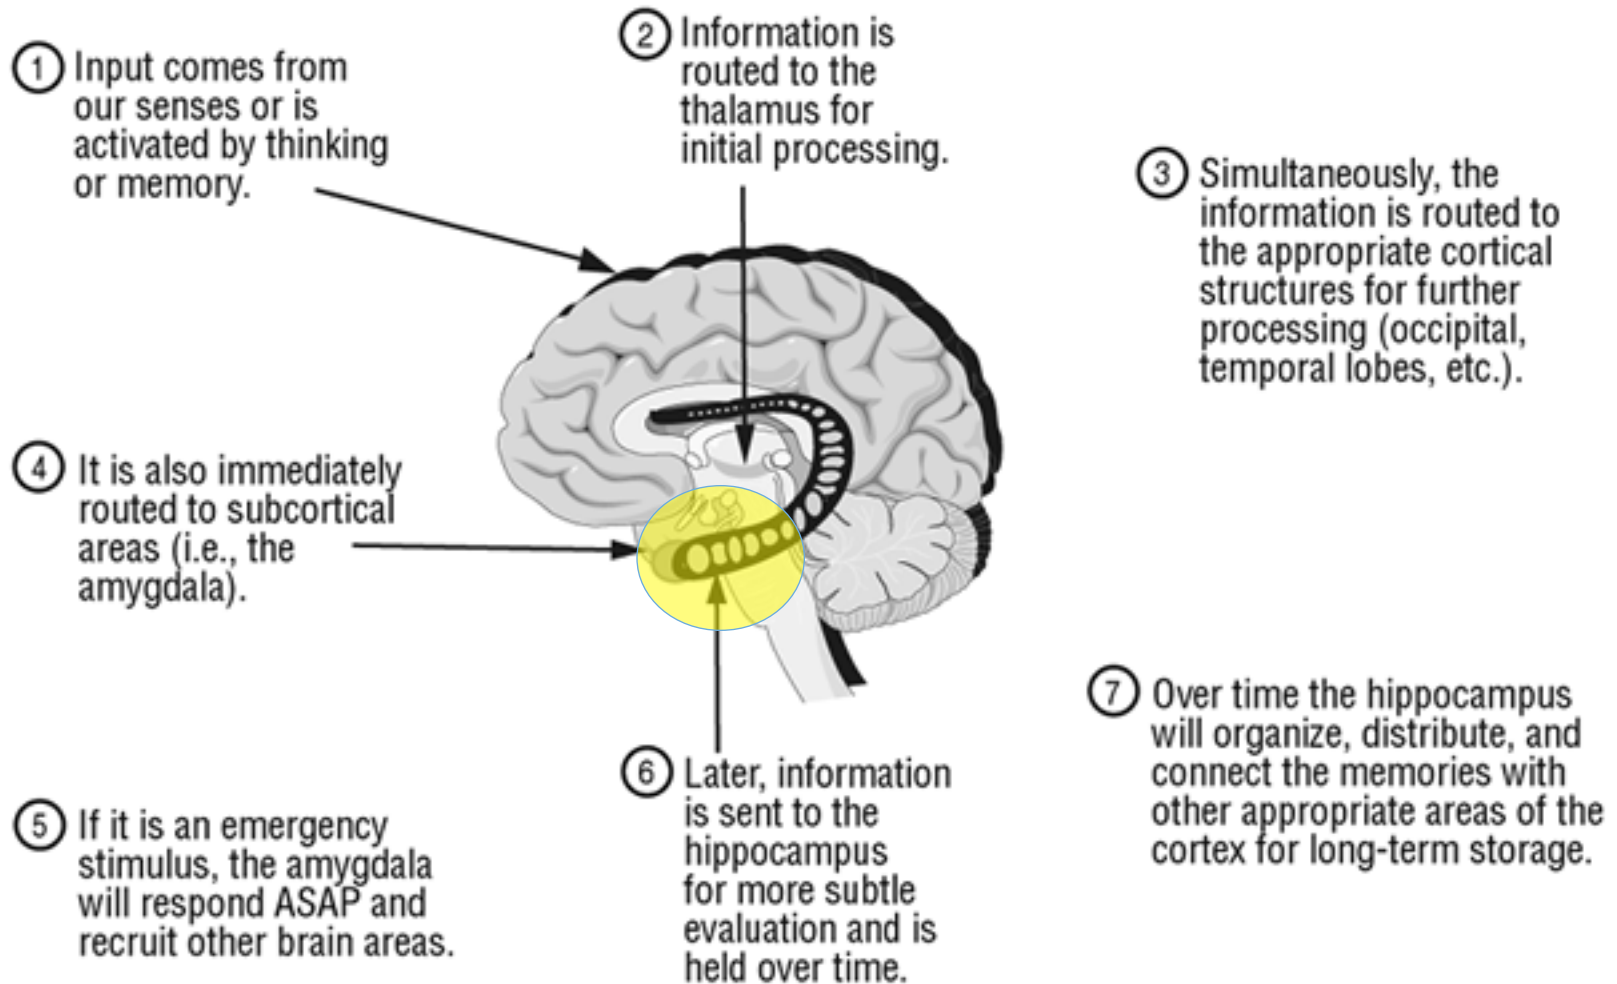 1 Input comes from
our senses or is
activated by thinking
or memory.
2 Information is
routed to the
thalamus for
initial processing.
3 Simultaneously, the
information is routed to
the appropriate cortical
structures for further
processing (occipital,
temporal lobes, etc.).
4 It is also immediately
routed to subcortical
areas (i.e., the
amygdala).
5 If it is an emergency
stimulus, the amygdala
will respond ASAP and
recruit other brain areas.
6 Later, information
is sent to the
hippocampus
for more subtle
evaluation and is
held over time.
7 Over time the hippocampus
will organize, distribute, and
connect the memories with
other appropriate areas of the
cortex for long-term storage.